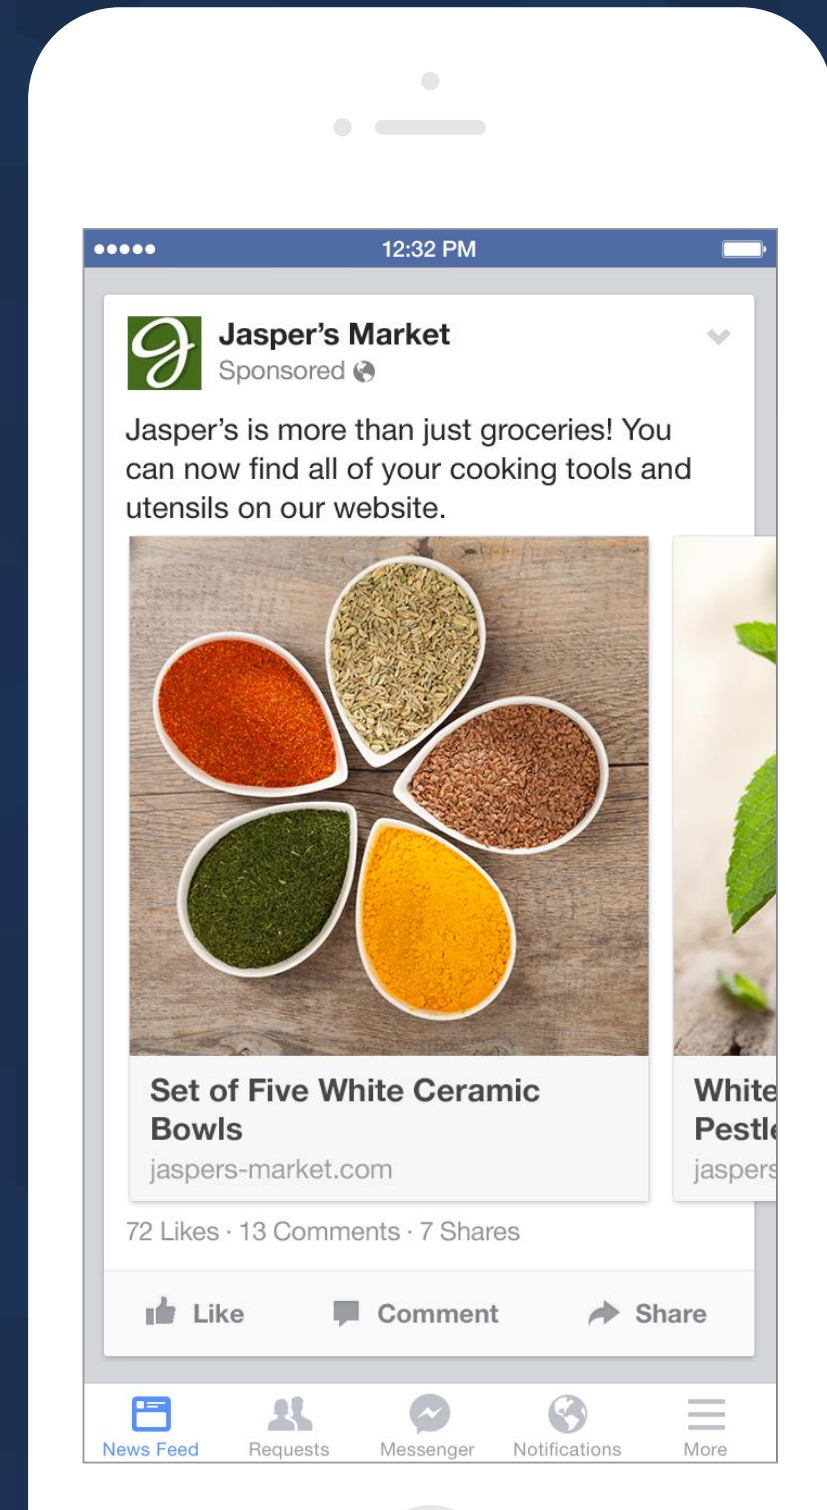 12:32 PM
Jasper's Market
Sponsored
Jasper's is more than just groceries! You
can now find all of your cooking tools and
utensils on our website.
Set of Five White Ceramic
Bowls
jaspers-market.com
White
Pestle
jaspers
72 Likes · 13 Comments · 7 Shares
Like
Comment
Share
News Feed
Requests
Messenger
Notifications
More